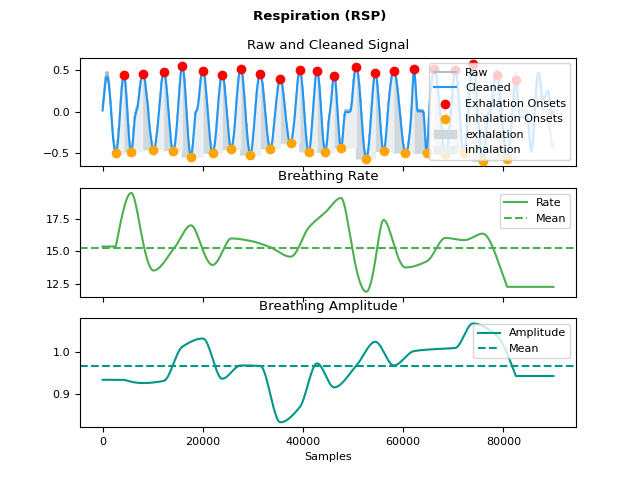 Respiration (RSP)
Raw and Cleaned Signal
0.5
0.0
−0.5
Raw
Cleaned
Exhalation Onsets
Inhalation Onsets
exhalation
inhalation
Breathing Rate
17.5
15.0
12.5
Rate
Mean
Breathing Amplitude
1.0
0.9
Amplitude
Mean
0
20000
40000
60000
80000
Samples